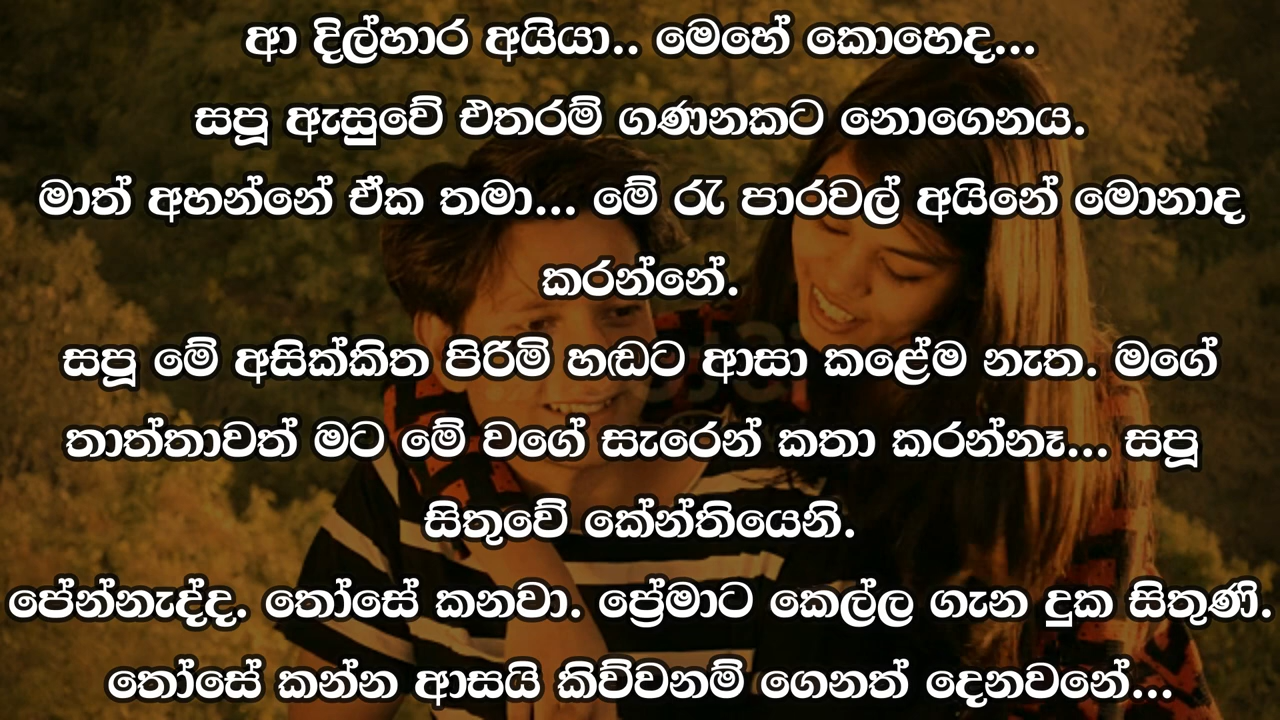 ආ දිල්හාර අයියා.. මෙහේ කොහෙද...
සපූ ඇසුවේ එතරම් ගණනකට නොගෙනය.
මාත් අහන්නේ ඒක තමා... මේ රැ පාරවල් අයිනේ මොනාද
කරන්නේ.
සපූ මේ අසික්කිත පිරිමි හඬට ආසා කළේම නැත. මගේ
තාත්තාවත් මට මේ වගේ සැරෙන් කතා කරන්නෑ... සපූ
සිතුවේ කේන්තියෙනි.
පේන්නැද්ද. තෝසේ කනවා. ප්‍රේමාට කෙල්ල ගැන දුක සිතුණි.
තෝසේ කන්න ආසයි කිව්වනම් ගෙනත් දෙනවනේ...